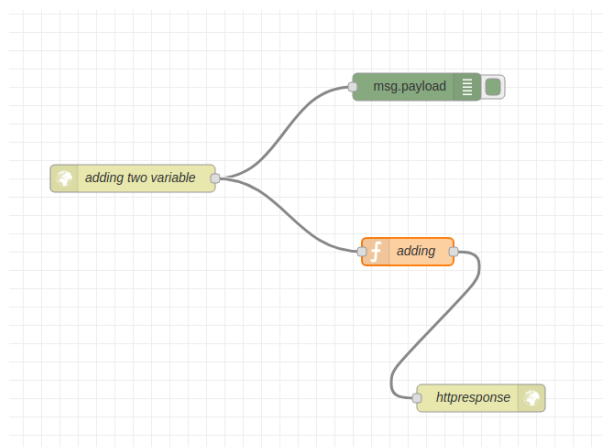 msg.payload
adding two variable
adding
httpresponse